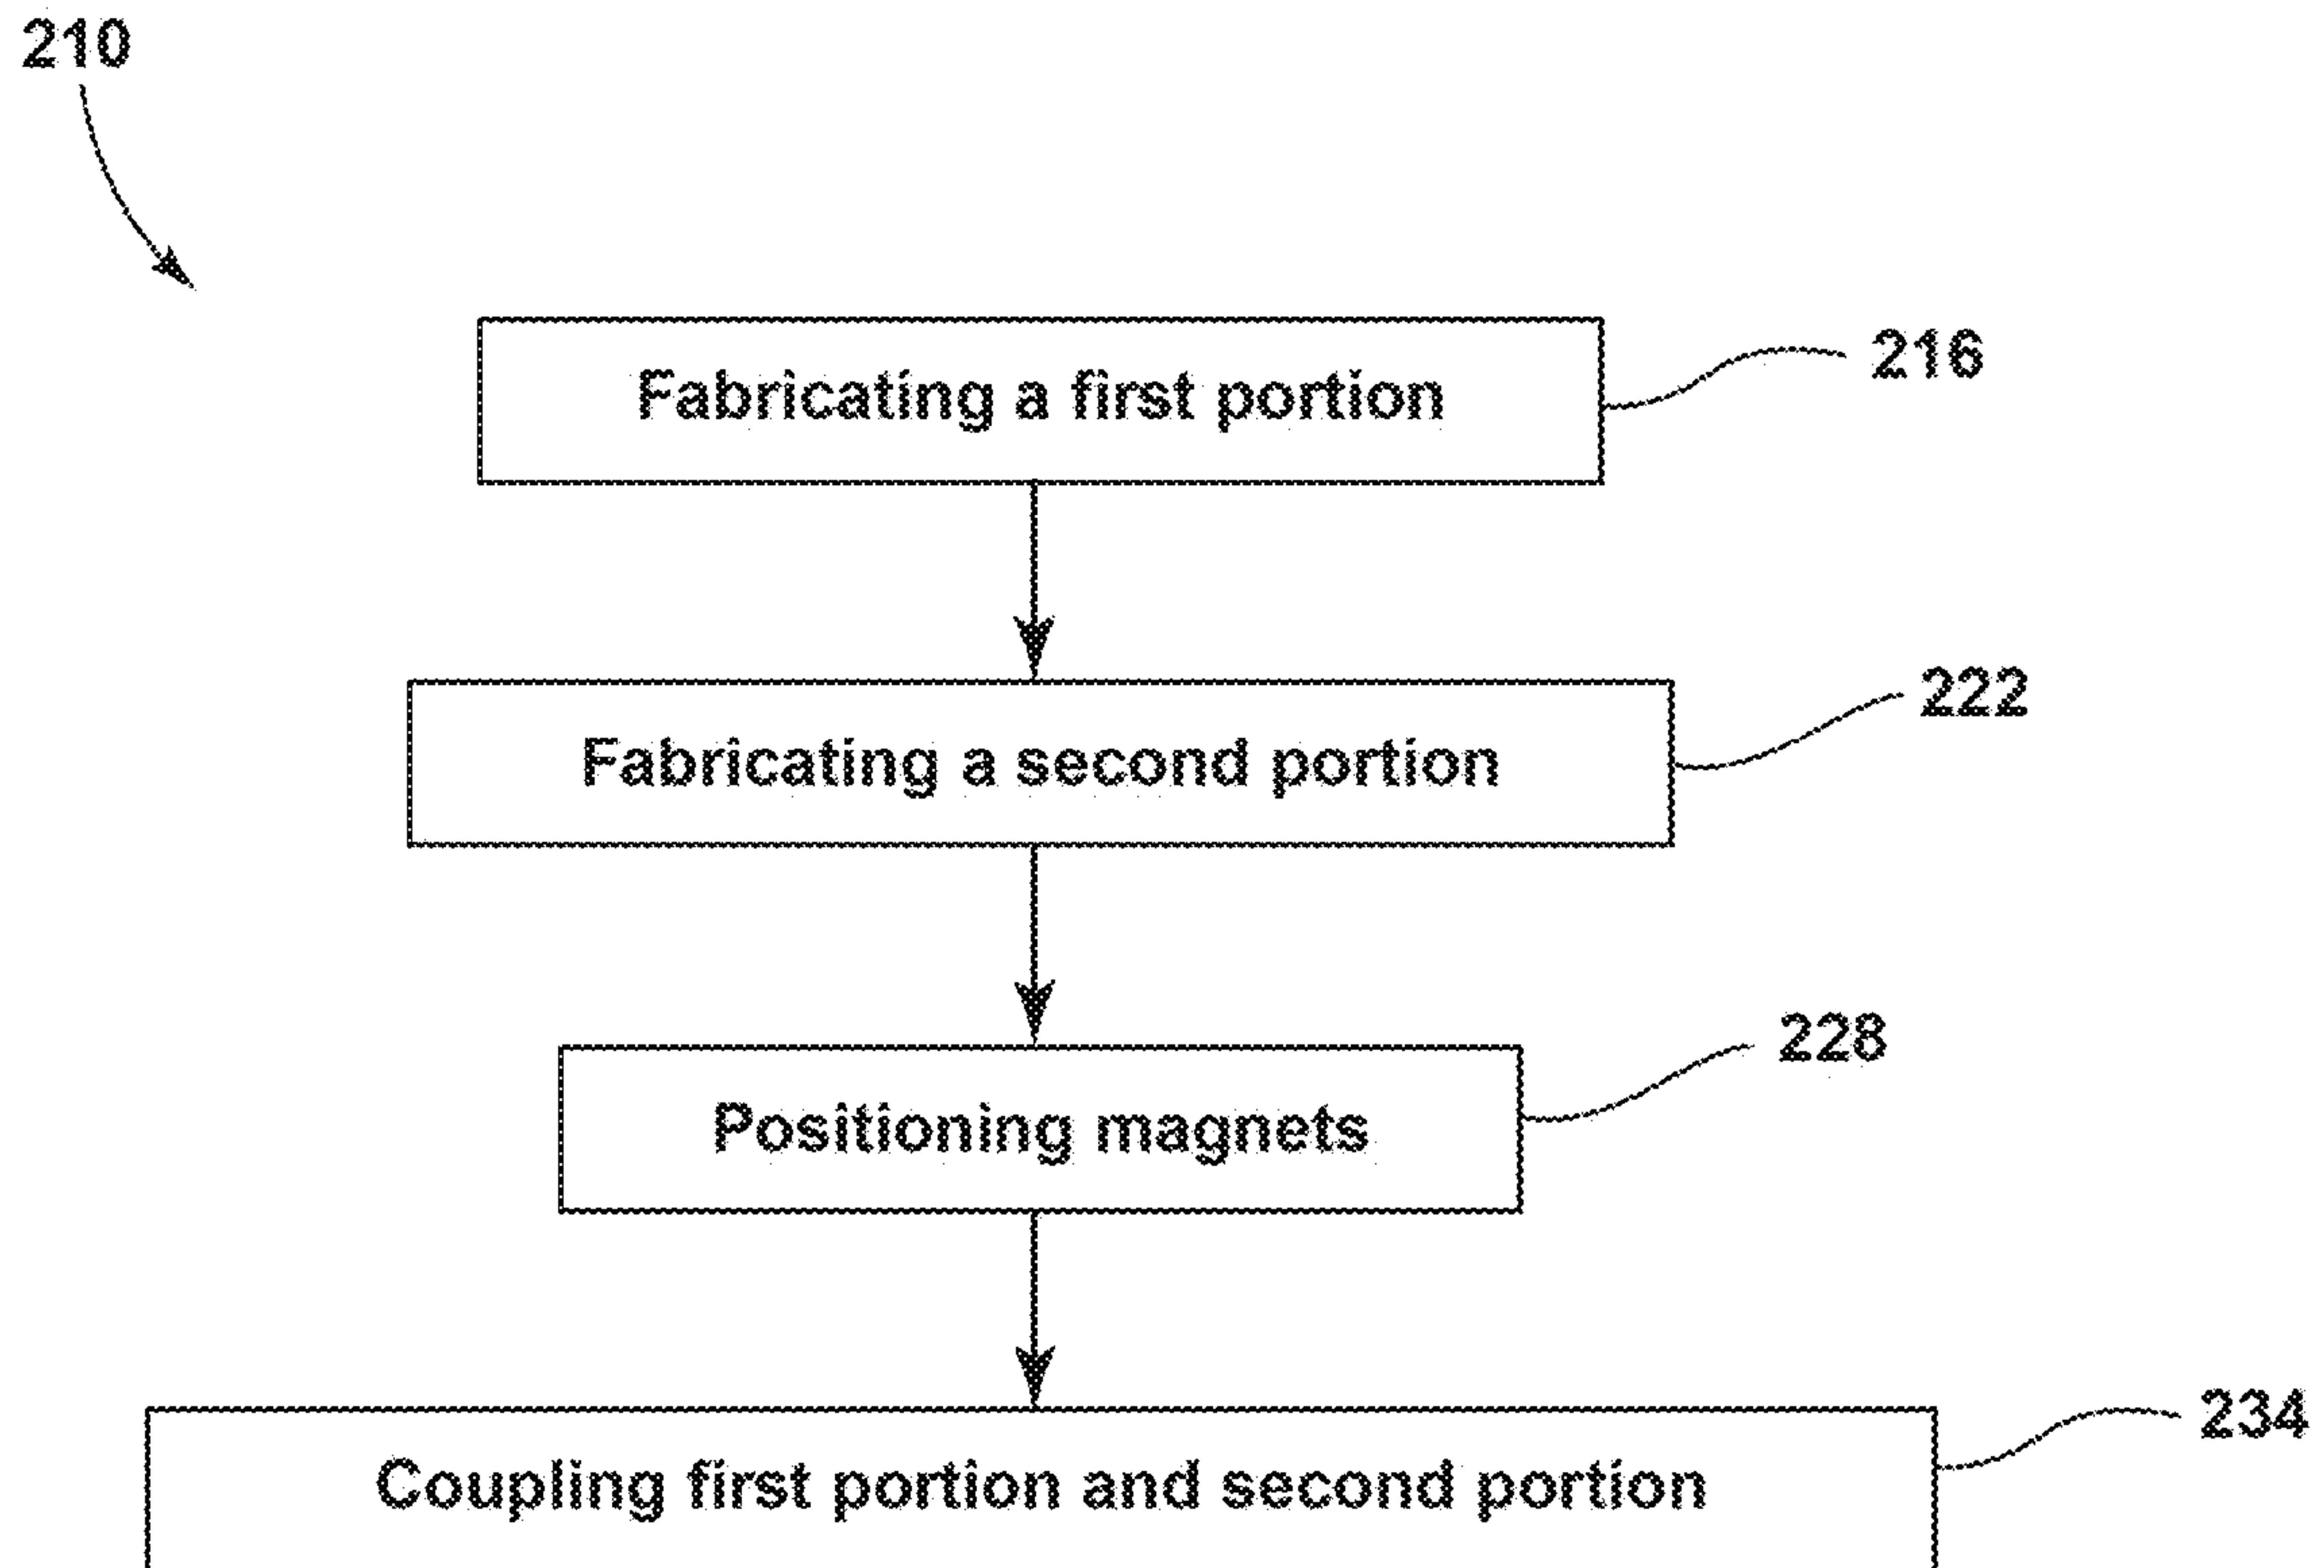 210
Fabricating a first portion
216
Fabricating a second portion
222
Positioning magnets
228
Coupling first portion and second portion
234